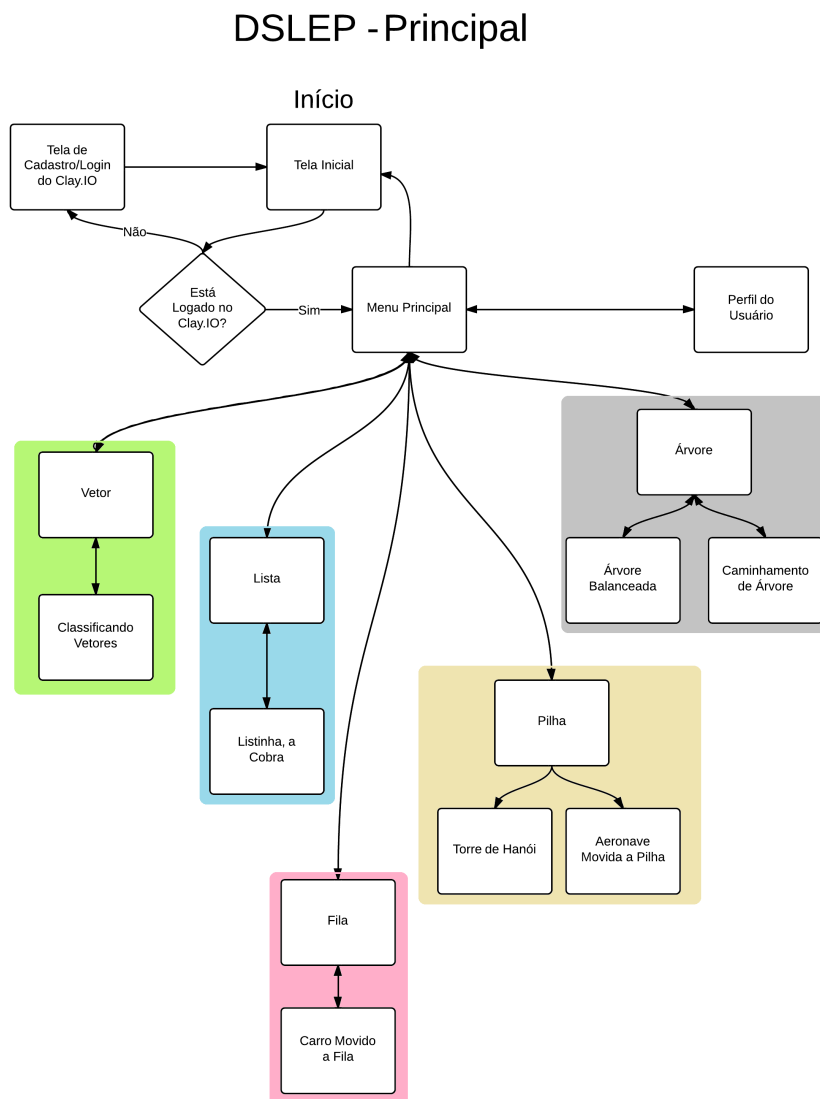 DSLEP - Principal
Início
Tela de
Cadastro/Login
do Clay.IO
Tela Inicial
Não
Está
Logado no
Clay.IO?
Sim
Menu Principal
Perfil do
Usuário
Vetor
Classificando
Vetores
Lista
Listinha, a
Cobra
Árvore
Árvore
Balanceada
Caminhamento
de Árvore
Pilha
Torre de Hanói
Aeronave
Movida a Pilha
Fila
Carro Movido
a Fila